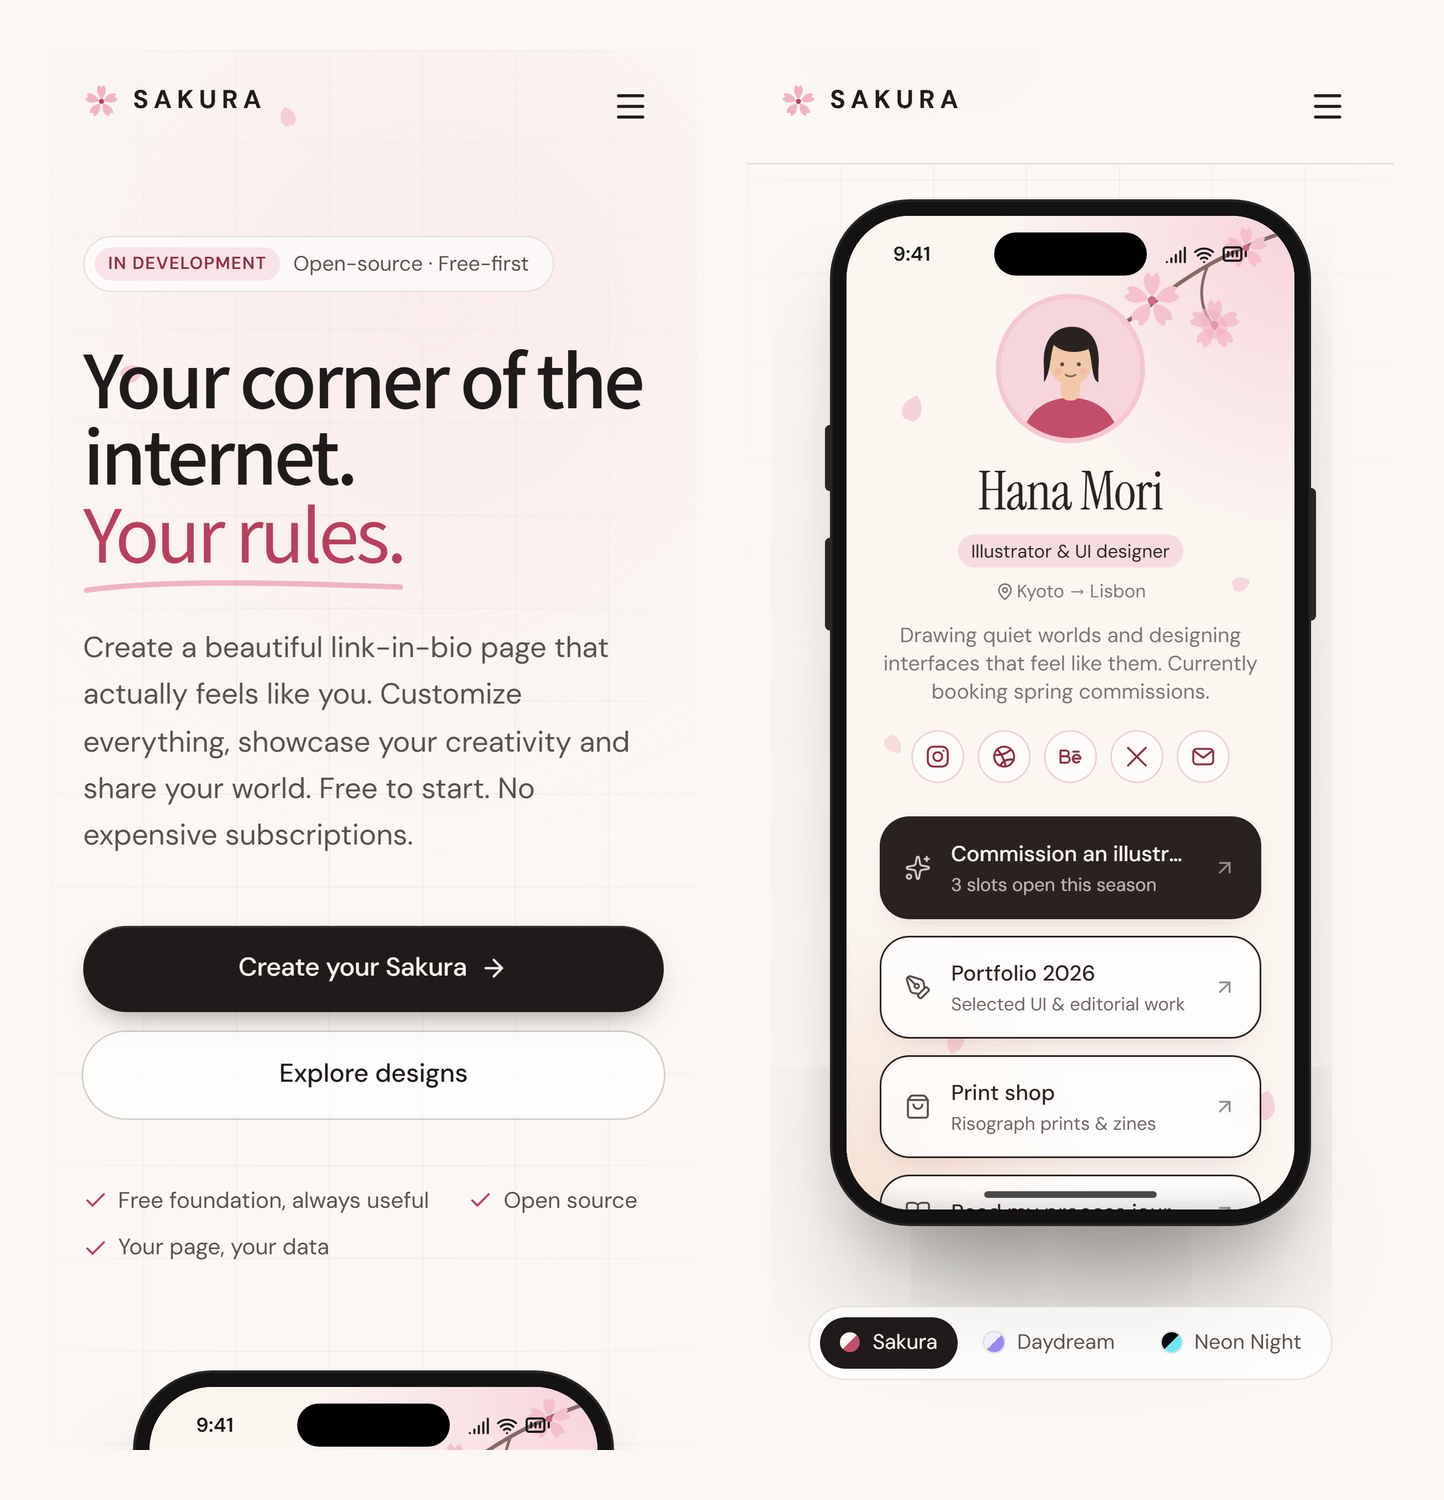 SAKURA
IN DEVELOPMENT Open-source · Free-first
Your corner of the
internet.
Your rules.
Create a beautiful link-in-bio page that
actually feels like you. Customize
everything, showcase your creativity and
share your world. Free to start. No
expensive subscriptions.
Create your Sakura →
Explore designs
Free foundation, always useful
Open source
Your page, your data
9:41
SAKURA
9:41
Hana Mori
Illustrator & UI designer
Kyoto → Lisbon
Drawing quiet worlds and designing
interfaces that feel like them. Currently
booking spring commissions.
Bē
Commission an illustr...
3 slots open this season
Portfolio 2026
Selected UI & editorial work
Print shop
Risograph prints & zines
Sakura
Daydream
Neon Night